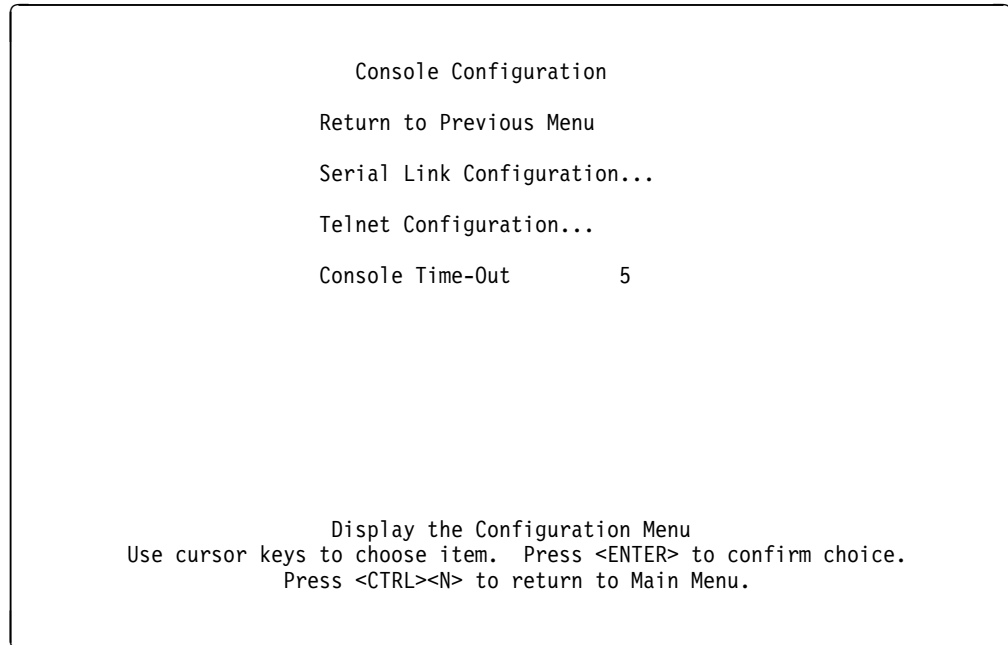 Console Configuration
Return to Previous Menu
Serial Link Configuration...
Telnet Configuration...
Console Time-Out 5
Display the Configuration Menu
Use cursor keys to choose item. Press <ENTER> to confirm choice.
Press <CTRL><N> to return to Main Menu.